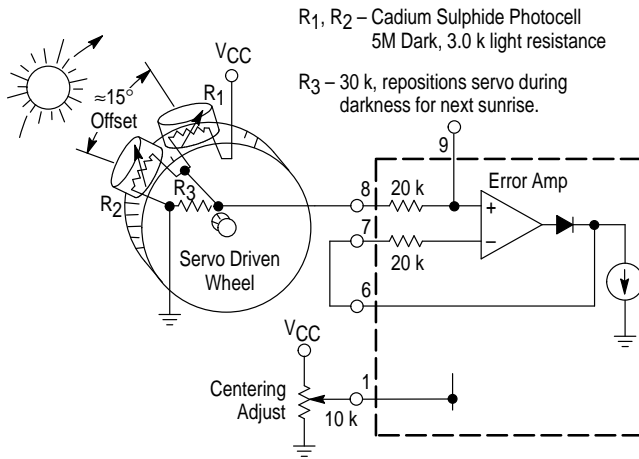 R1, R2 – Cadium Sulphide Photocell
5M Dark, 3.0 k light resistance
R3 – 30 k, repositions servo during
darkness for next sunrise.
VCC
≈15°
Offset
R1
R2
R3
Servo Driven
Wheel
9
8
20 k
Error Amp
+
7
–
20 k
6
VCC
Centering
Adjust
1
10 k